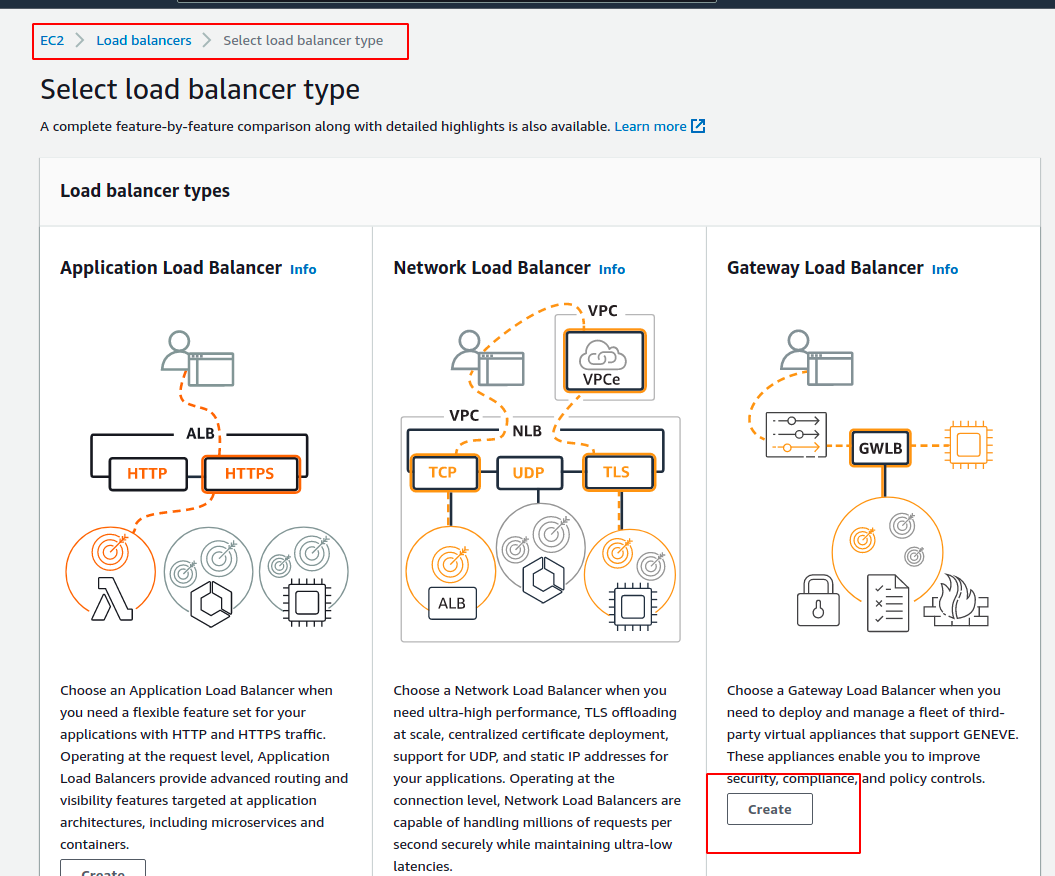 EC2 > Load balancers > Select load balancer type
Select load balancer type
A complete feature-by-feature comparison along with detailed highlights is also available. Learn more
Load balancer types
Application Load Balancer Info
ALB
HTTP
HTTPS
Choose an Application Load Balancer when
you need a flexible feature set for your
applications with HTTP and HTTPS traffic.
Operating at the request level, Application
Load Balancers provide advanced routing and
visibility features targeted at application
architectures, including microservices and
containers.
Create
Network Load Balancer Info
VPC
VPCe
VPC
NLB
TCP
UDP
TLS
ALB
Choose a Network Load Balancer when you
need ultra-high performance, TLS offloading
at scale, centralized certificate deployment,
support for UDP, and static IP addresses for
your applications. Operating at the
connection level, Network Load Balancers are
capable of handling millions of requests per
second securely while maintaining ultra-low
latencies.
Gateway Load Balancer Info
GWLB
Choose a Gateway Load Balancer when you
need to deploy and manage a fleet of third-
party virtual appliances that support GENEVE.
These appliances enable you to improve
security, compliance, and policy controls.
Create